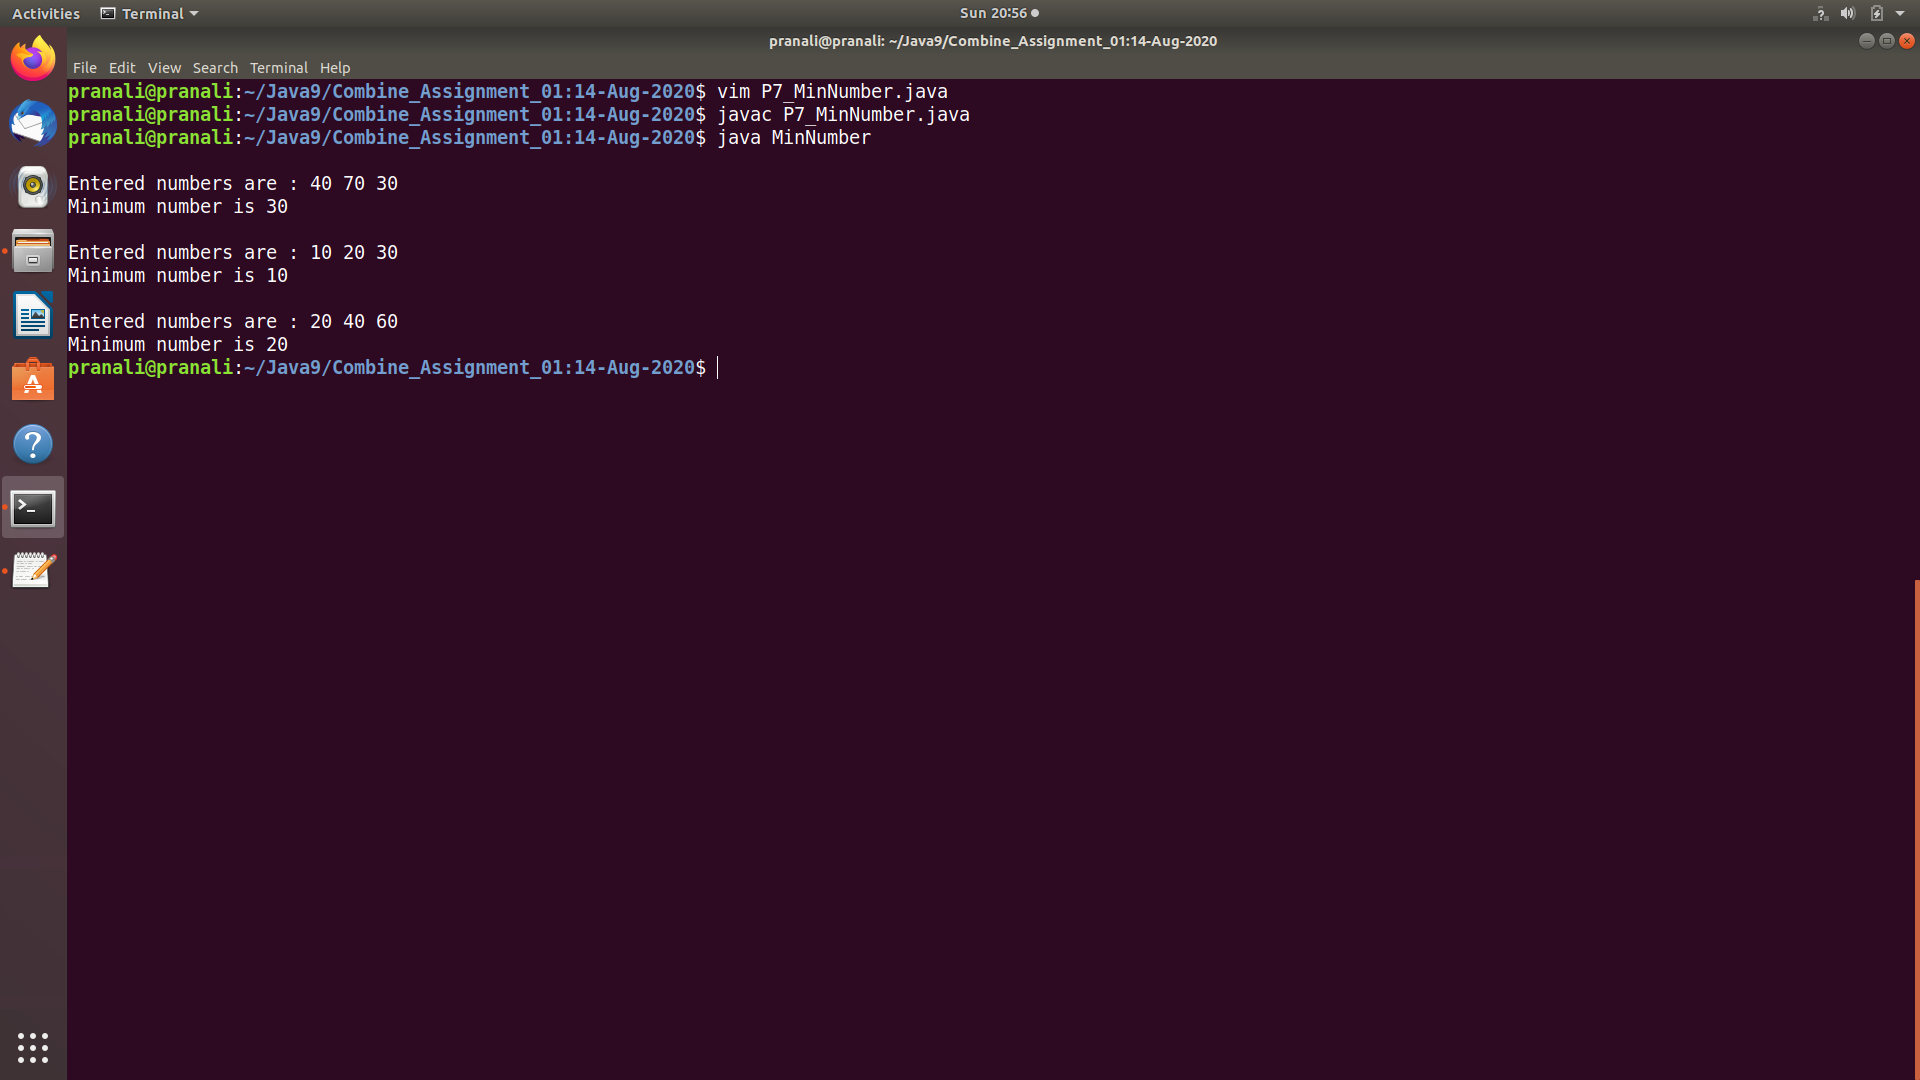 Activities Terminal Sun 20:56
pranali@pranali: ~/Java9/Combine_Assignment_01:14-Aug-2020
File Edit View Search Terminal Help
pranali@pranali:~/Java9/Combine_Assignment_01:14-Aug-2020$ vim P7_MinNumber.java
pranali@pranali:~/Java9/Combine_Assignment_01:14-Aug-2020$ javac P7_MinNumber.java
pranali@pranali:~/Java9/Combine_Assignment_01:14-Aug-2020$ java MinNumber
Entered numbers are : 40 70 30
Minimum number is 30
Entered numbers are : 10 20 30
Minimum number is 10
Entered numbers are : 20 40 60
Minimum number is 20
pranali@pranali:~/Java9/Combine_Assignment_01:14-Aug-2020$